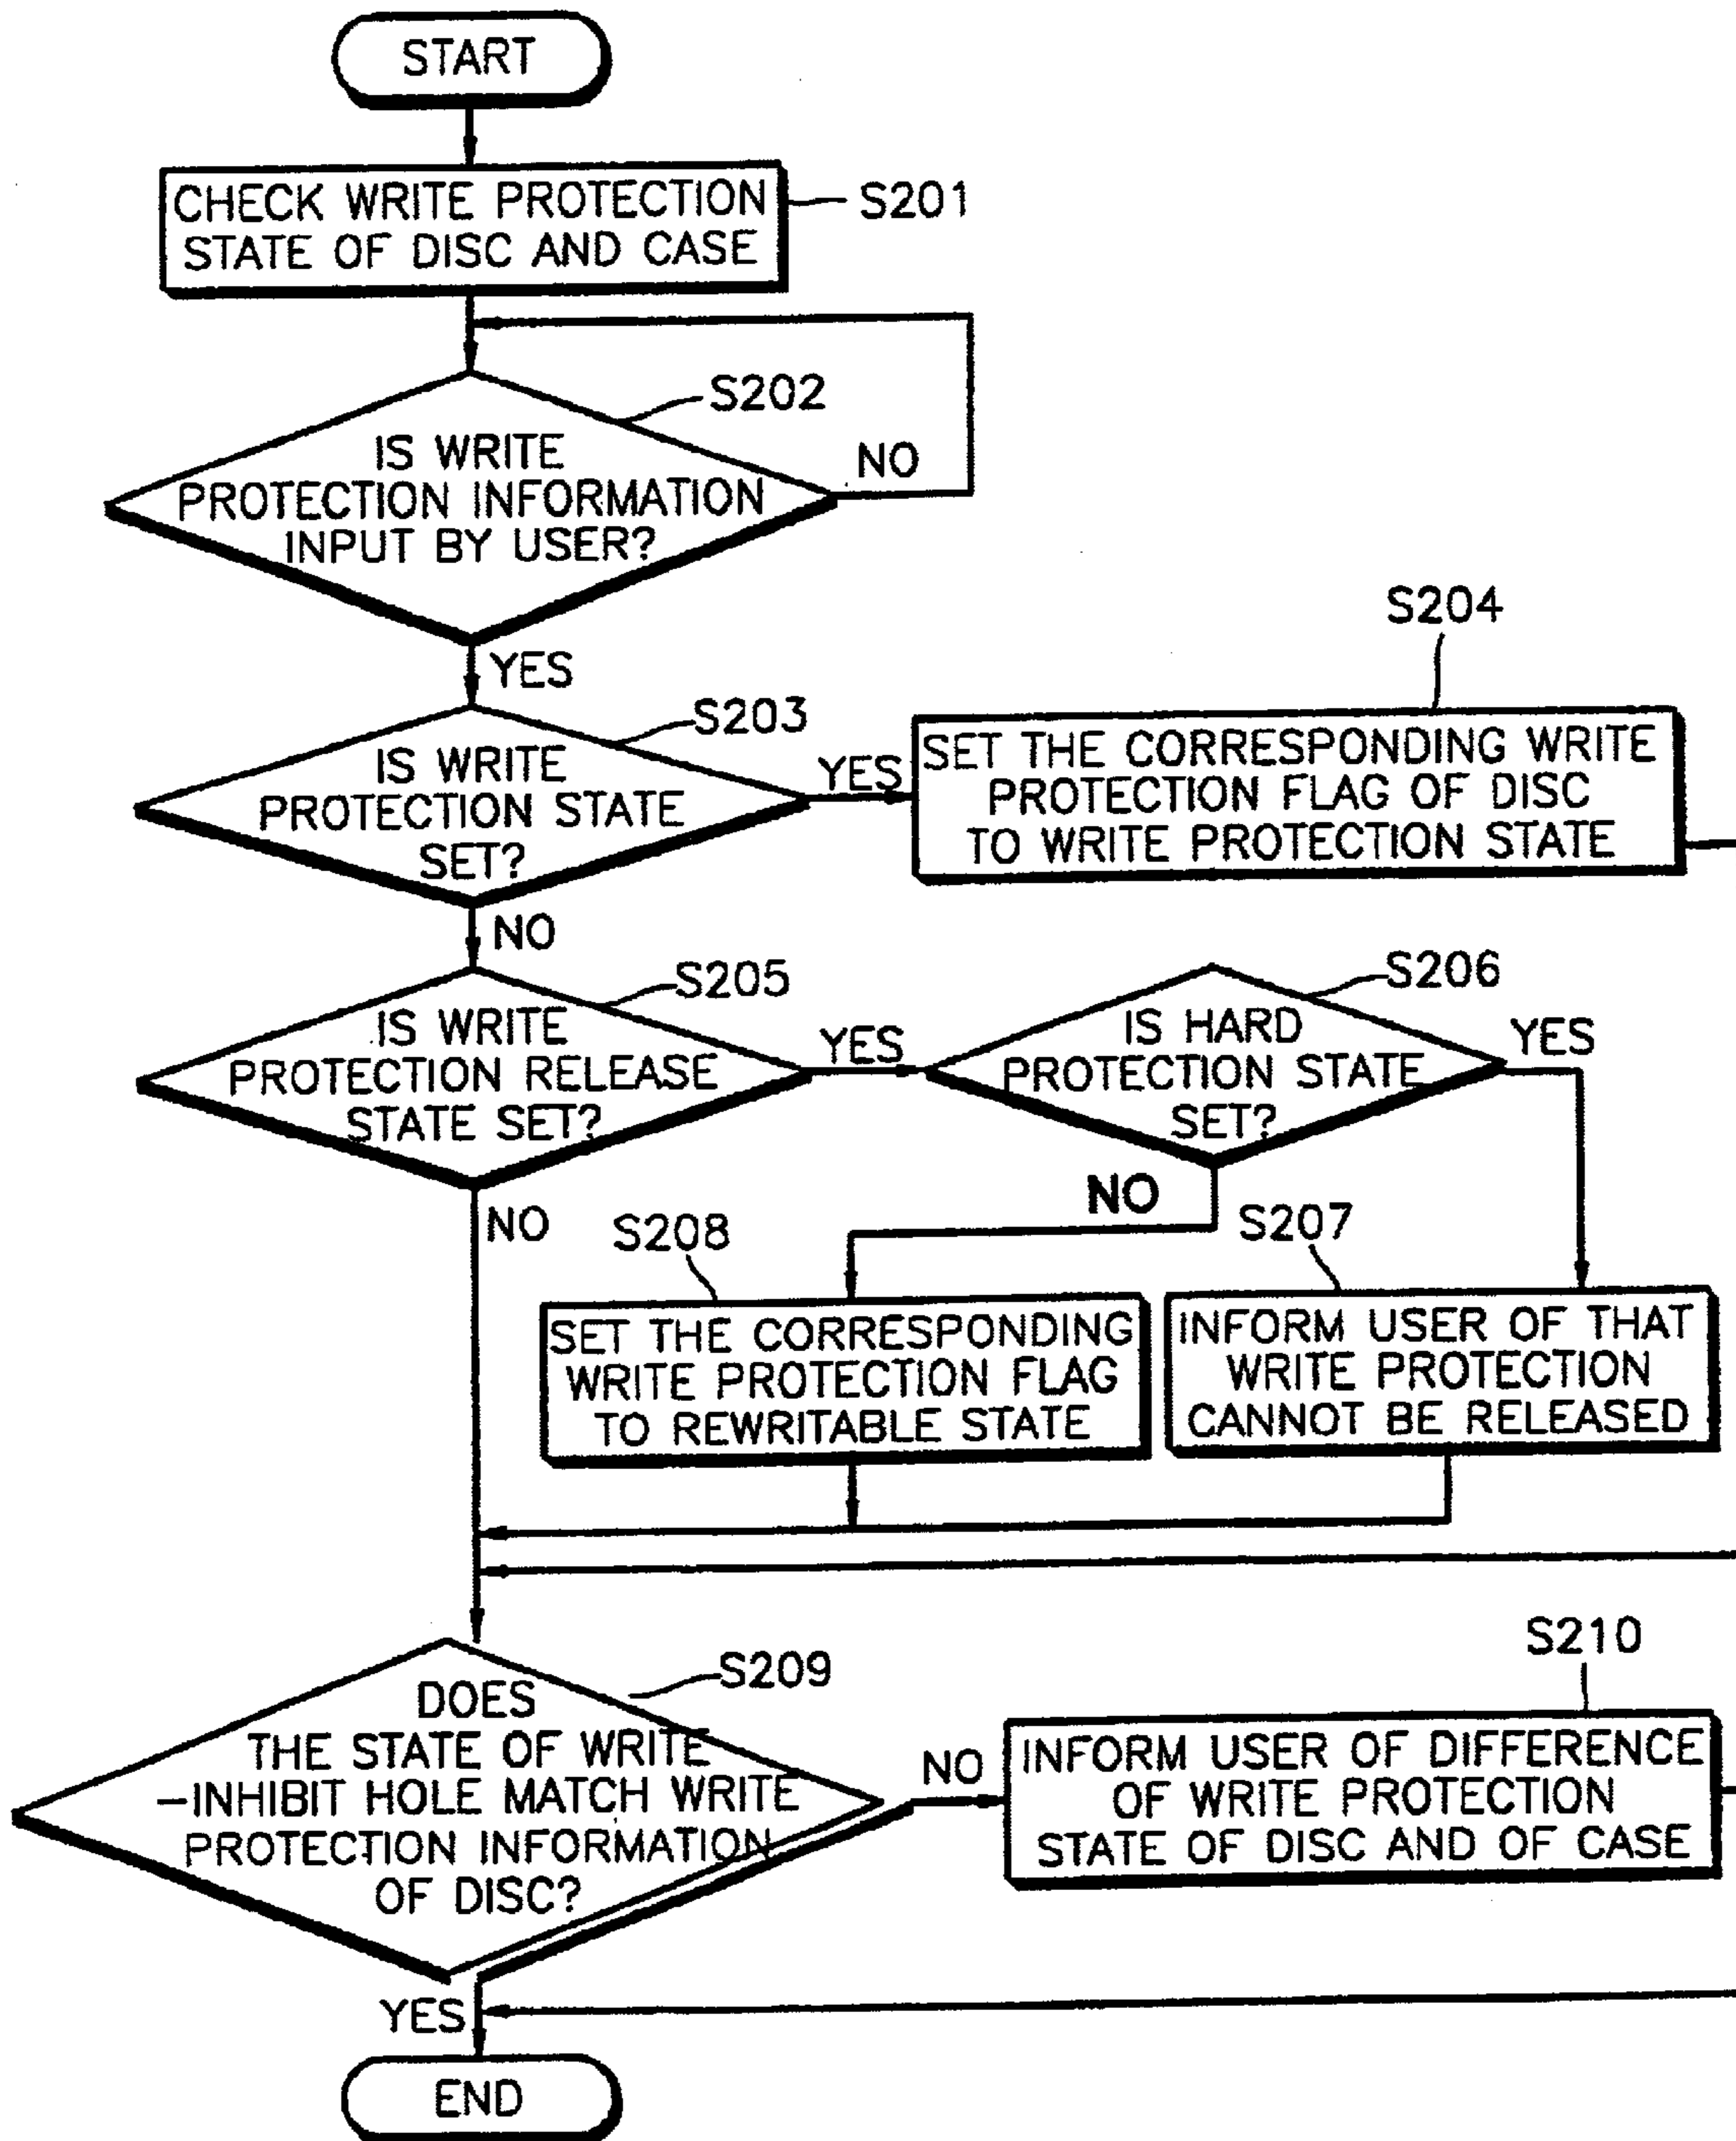 START
CHECK WRITE PROTECTION
STATE OF DISC AND CASE
S201
S202
IS WRITE
PROTECTION INFORMATION
INPUT BY USER?
NO
YES
S203
IS WRITE
PROTECTION STATE
SET?
YES
S204
SET THE CORRESPONDING WRITE
PROTECTION FLAG OF DISC
TO WRITE PROTECTION STATE
NO
S205
IS WRITE
PROTECTION RELEASE
STATE SET?
YES
S206
IS HARD
PROTECTION STATE
SET?
YES
NO
NO
S208
SET THE CORRESPONDING
WRITE PROTECTION FLAG
TO REWRITABLE STATE
S207
INFORM USER OF THAT
WRITE PROTECTION
CANNOT BE RELEASED
S209
DOES
THE STATE OF WRITE
-INHIBIT HOLE MATCH WRITE
PROTECTION INFORMATION
OF DISC?
NO
S210
INFORM USER OF DIFFERENCE
OF WRITE PROTECTION
STATE OF DISC AND OF CASE
YES
END